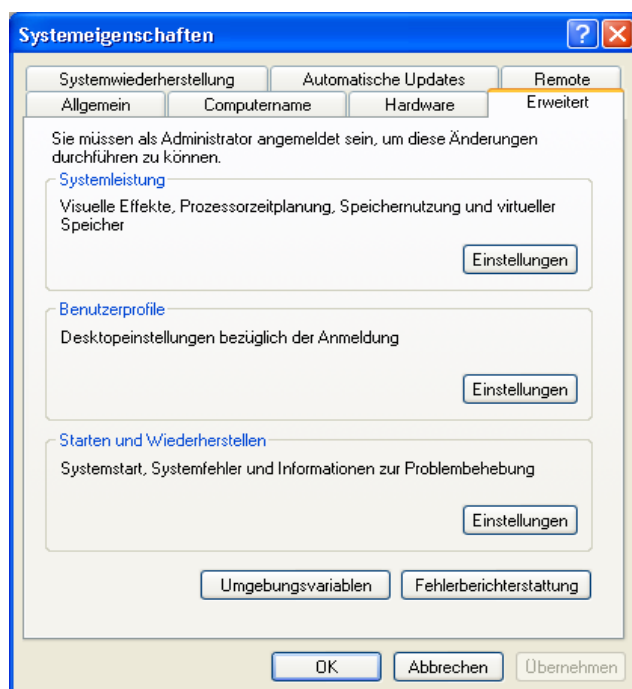 Systemeigenschaften
Systemwiederherstellung Automatische Updates Remote
Allgemein Computername Hardware Erweitert
Sie müssen als Administrator angemeldet sein, um diese Änderungen
durchführen zu können.
Systemleistung
Visuelle Effekte, Prozessorzeitplanung, Speichernutzung und virtueller
Speicher
Einstellungen
Benutzerprofile
Desktopeinstellungen bezüglich der Anmeldung
Einstellungen
Starten und Wiederherstellen
Systemstart, Systemfehler und Informationen zur Problembehebung
Einstellungen
Umgebungsvariablen Fehlerberichterstattung
OK Abbrechen Übernehmen